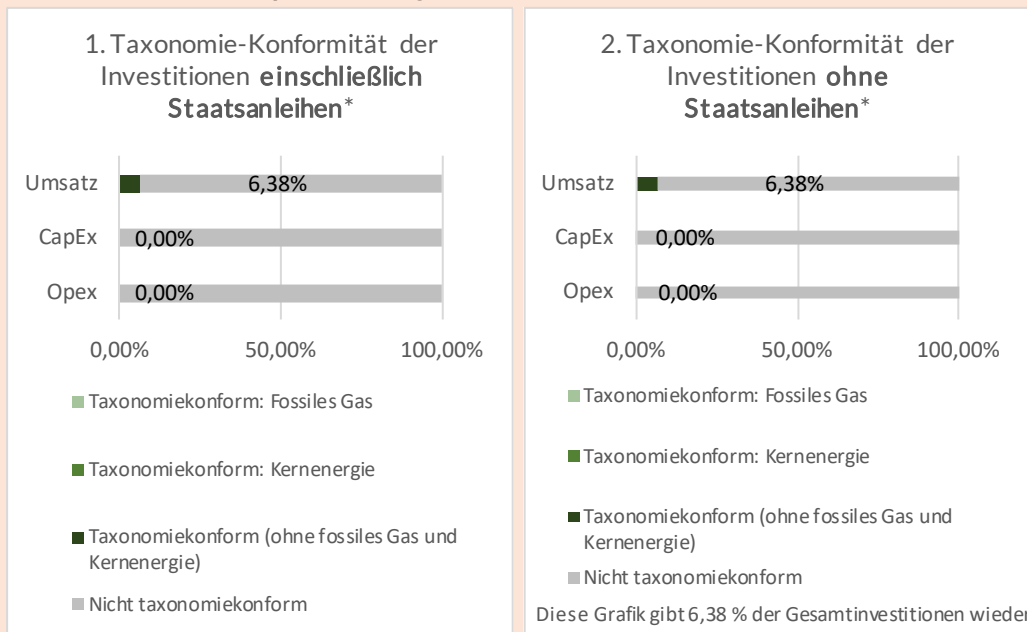 1. Taxonomie-Konformität der
Investitionen einschließlich
Staatsanleihen*
Umsatz
6,38%
CapEx
0,00%
Opex
0,00%
0,00%
50,00%
100,00%
Taxonomiekonform: Fossiles Gas
Taxonomiekonform: Kernenergie
Taxonomiekonform (ohne fossiles Gas und
Kernenergie)
Nicht taxonomiekonform
2. Taxonomie-Konformität der
Investitionen ohne
Staatsanleihen*
Umsatz
6,38%
CapEx
0,00%
Opex
0,00%
0,00%
50,00%
100,00%
Taxonomiekonform: Fossiles Gas
Taxonomiekonform: Kernenergie
Taxonomiekonform (ohne fossiles Gas und
Kernenergie)
Nicht taxonomiekonform
Diese Grafik gibt 6,38 % der Gesamtinvestitionen wieder